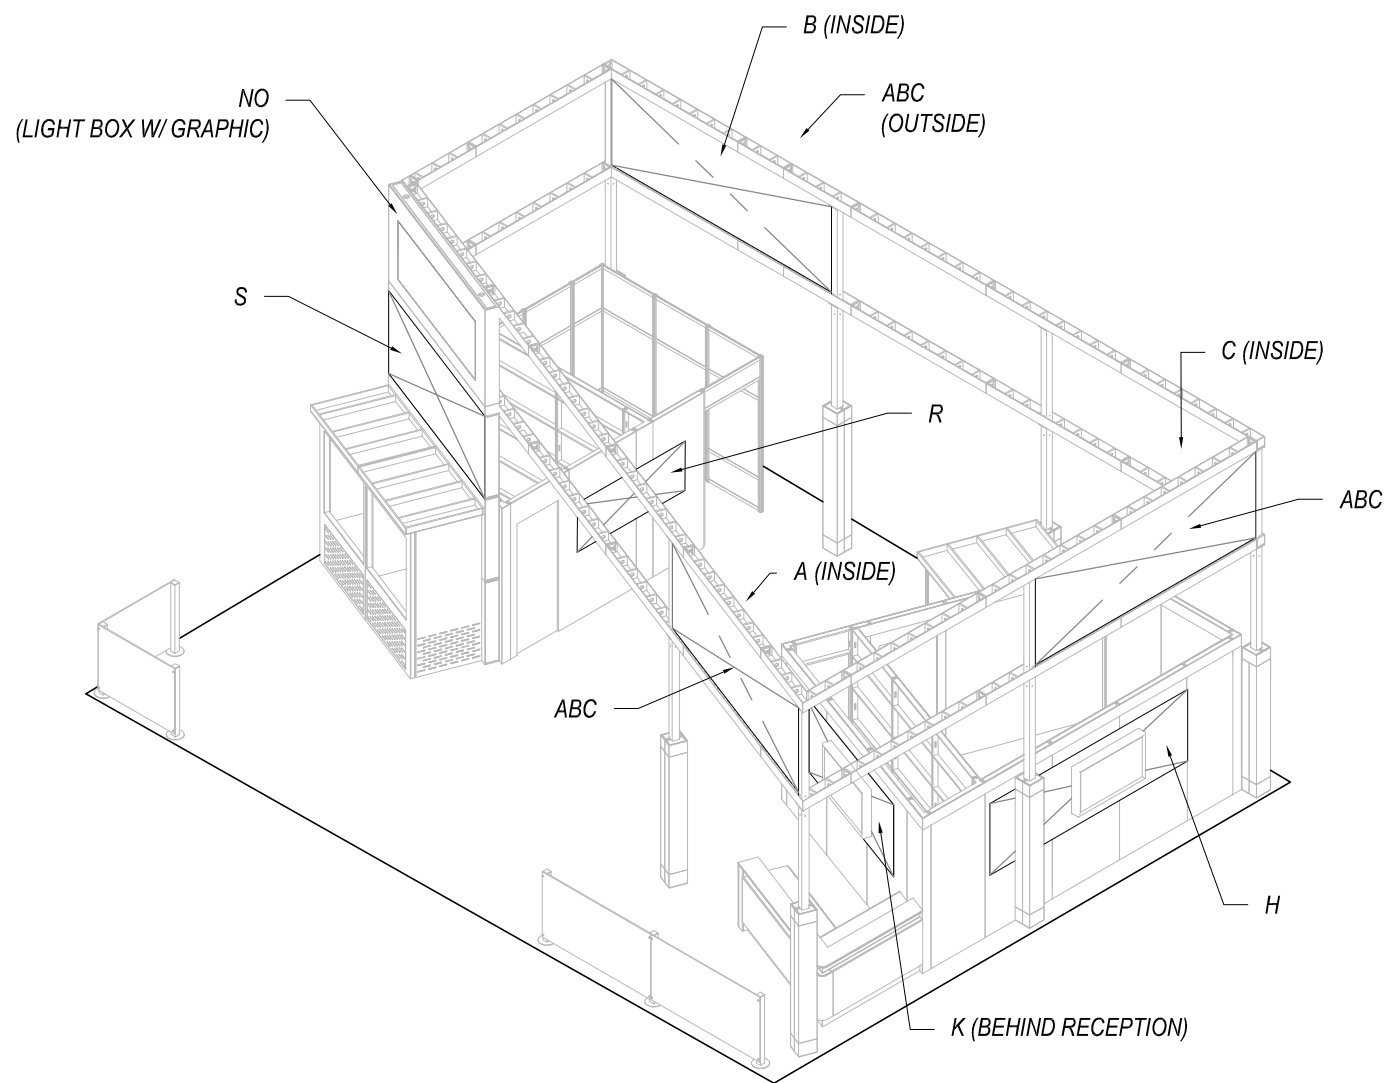 B (INSIDE)
NO
(LIGHT BOX W/ GRAPHIC)
ABC
(OUTSIDE)
S
C (INSIDE)
R
ABC
A (INSIDE)
ABC
H
K (BEHIND RECEPTION)